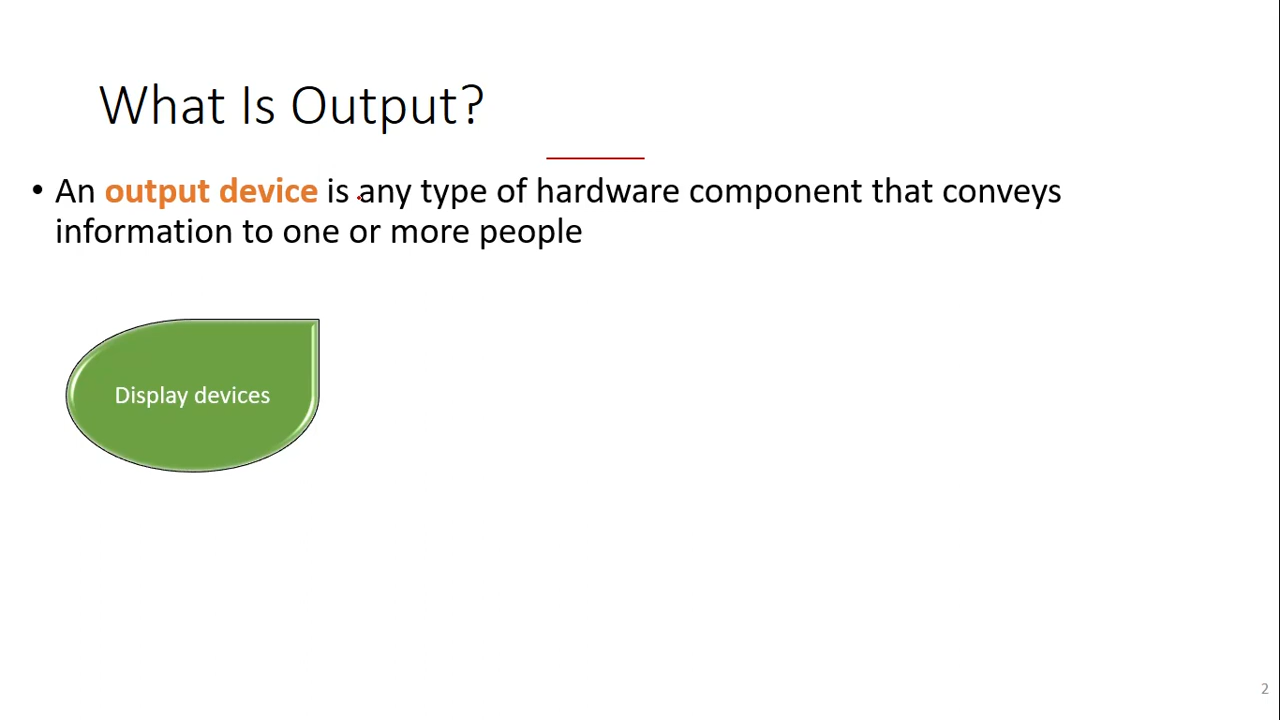 What Is Output?
• An output device is any type of hardware component that conveys
information to one or more people
Display devices
2